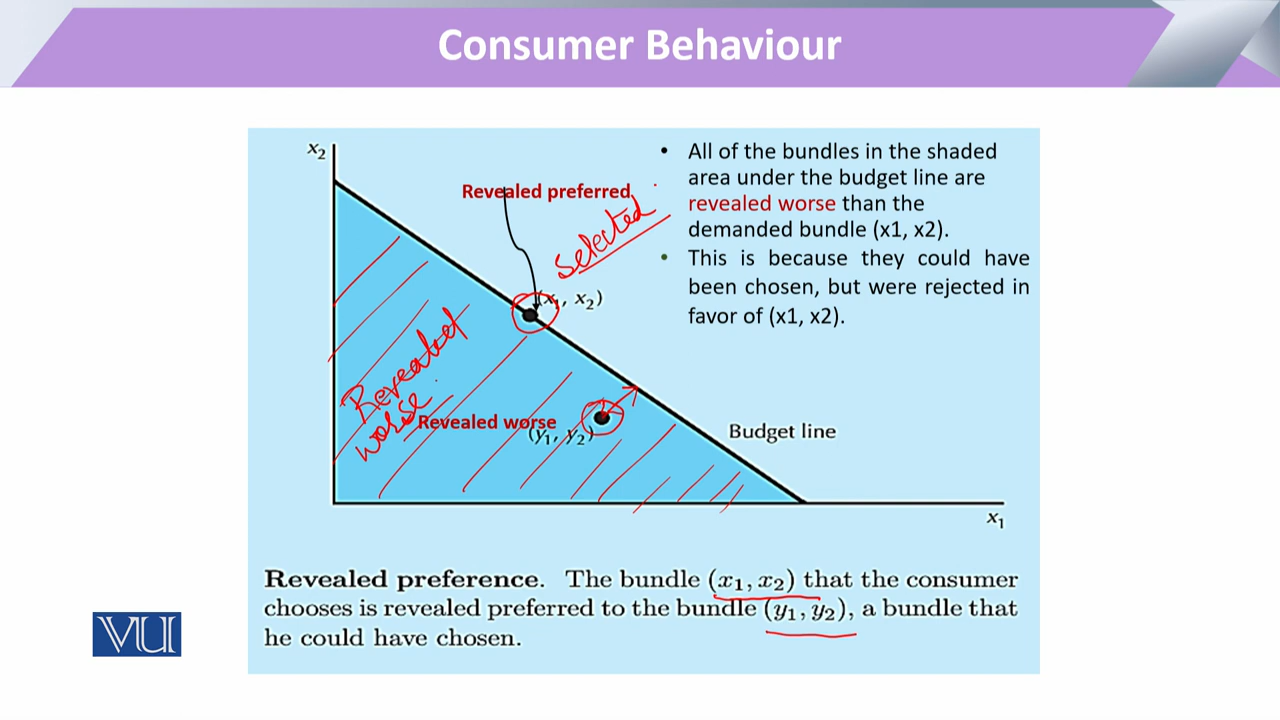 Consumer Behaviour
x2
Revealed preferred
Selected
(x1, x2)
• All of the bundles in the shaded
area under the budget line are
revealed worse than the
demanded bundle (x1, x2).
• This is because they could have
been chosen, but were rejected in
favor of (x1, x2).
Revealed
worse
Revealed worse
(y1, y2)
Budget line
x1
Revealed preference. The bundle (x1, x2) that the consumer
chooses is revealed preferred to the bundle (y1, y2), a bundle that
he could have chosen.
VU